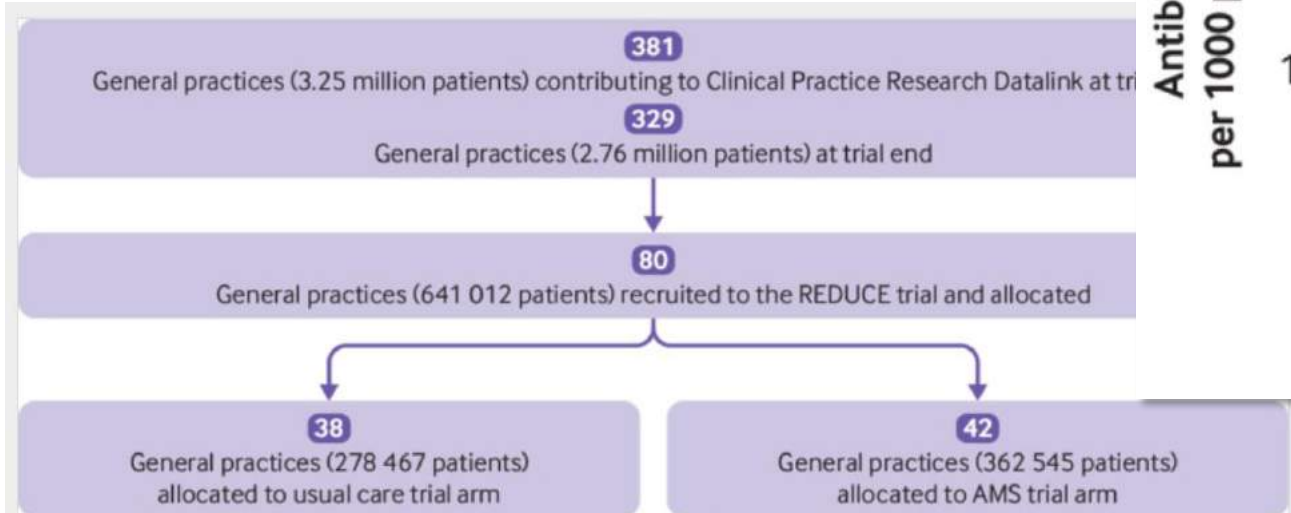 381
General practices (3.25 million patients) contributing to Clinical Practice Research Datalink at
329
General practices (2.76 million patients) at trial end
80
General practices (641 012 patients) recruited to the REDUCE trial and allocated
38
General practices (278 467 patients)
allocated to usual care trial arm
42
General practices (362 545 patients)
allocated to AMS trial arm
per 1000